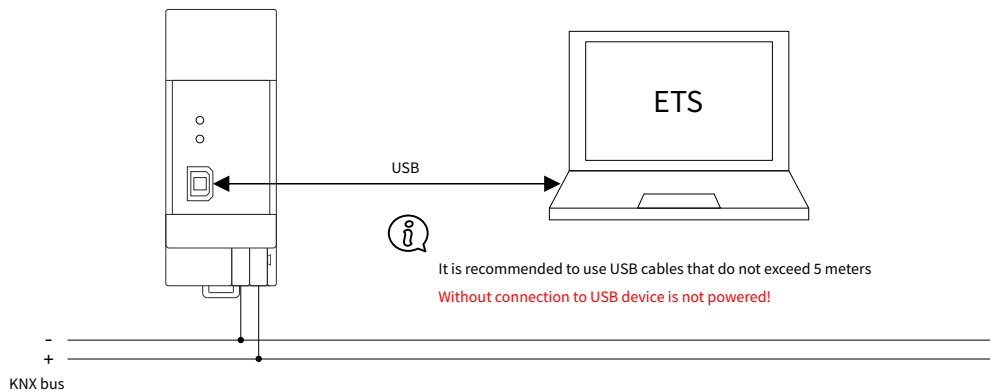 ETS
USB
It is recommended to use USB cables that do not exceed 5 meters
Without connection to USB device is not powered!
-
+
KNX bus